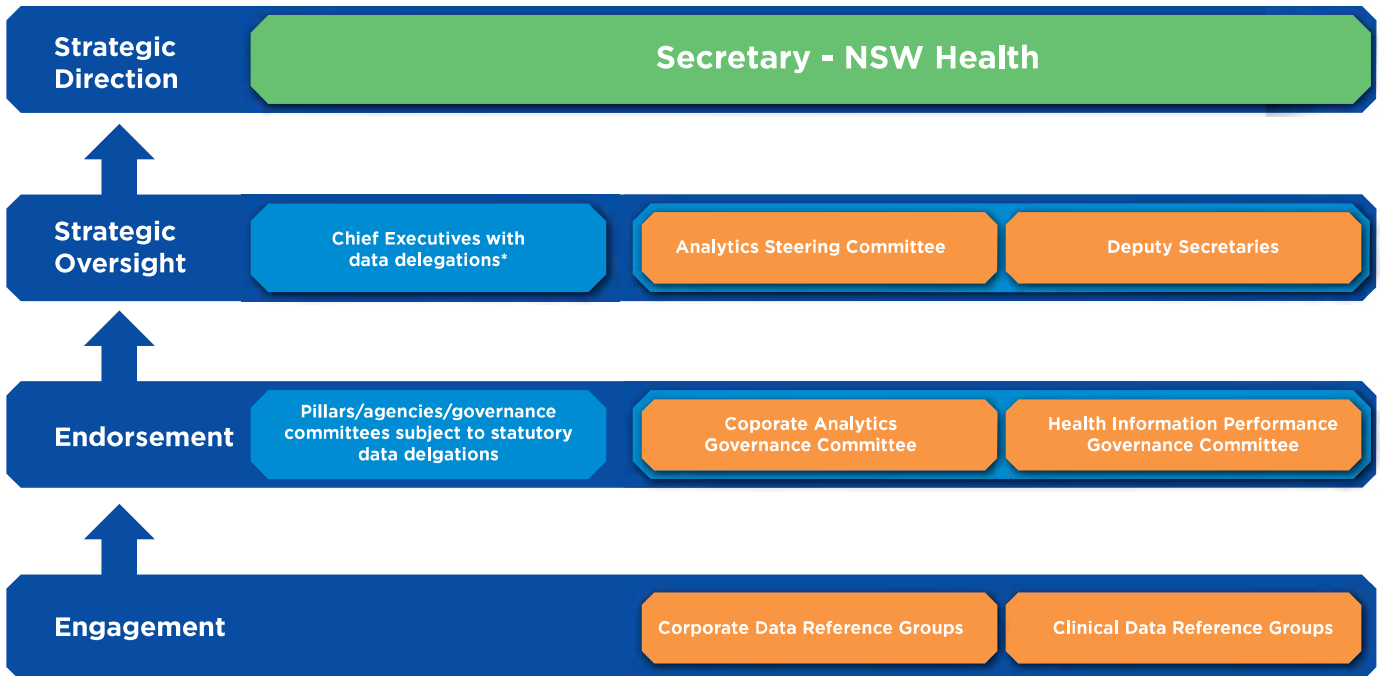 Strategic
Direction
Secretary - NSW Health
Strategic
Oversight
Chief Executives with
data delegations*
Analytics Steering Committee
Deputy Secretaries
Endorsement
Pillars/agencies/governance
committees subject to statutory
data delgations
Coporate Analytics
Governance Committee
Health Information Performance
Governance Committee
Engagement
Corporate Data Reference Groups
Clinical Data Reference Groups